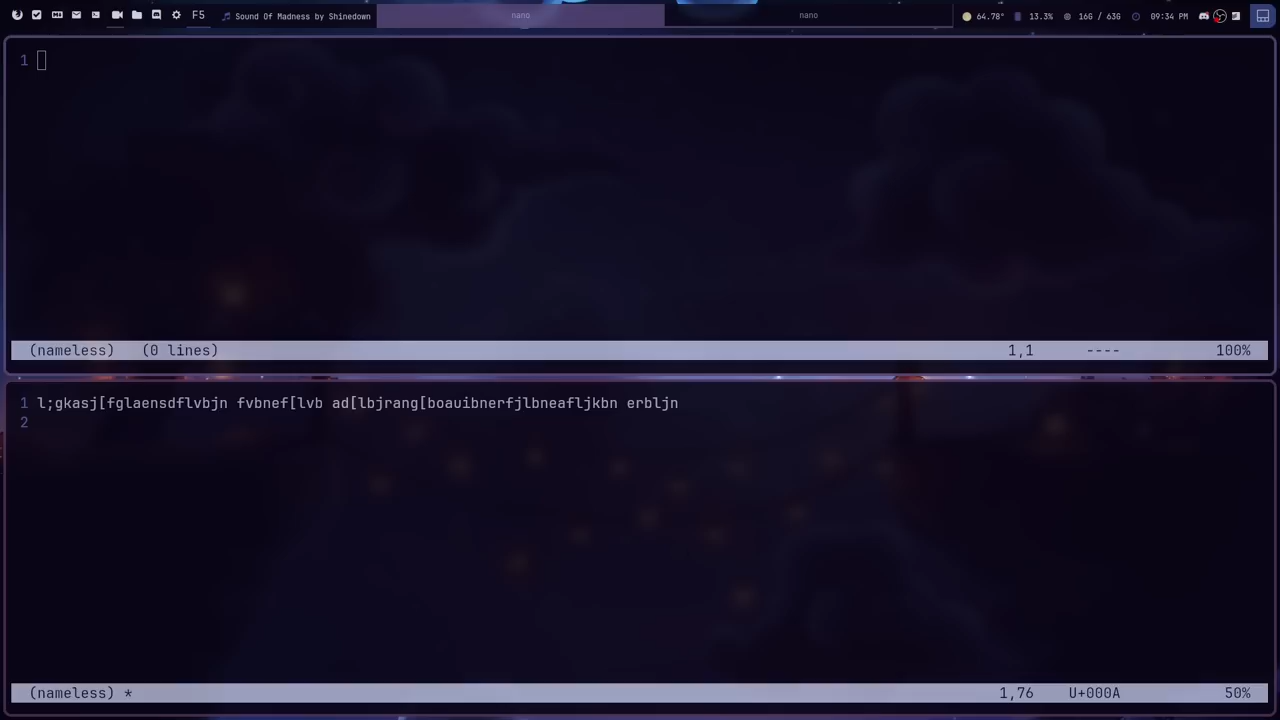 F5 Sound Of Madness by Shinedown nano nano 64.78° 13.3% 16G / 63G 09:34 PM
1
(nameless) (0 lines) 1,1 ---- 100%
1 l;gkasj[fglaensdflvbjn fvbnef[lvb ad[lbjrang[boauibnerfjlbneafljkbn erbljn
2
(nameless) * 1,76 U+000A 50%